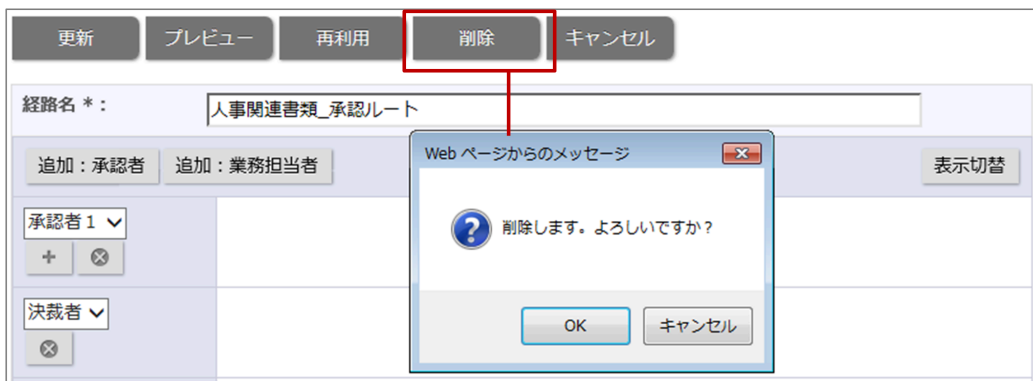 更新 プレビュー 再利用 削除 キャンセル
経路名 *： 人事関連書類_承認ルート
追加：承認者 追加：業務担当者 表示切替
Web ページからのメッセージ
承認者１
削除します。よろしいですか？
決裁者
OK キャンセル